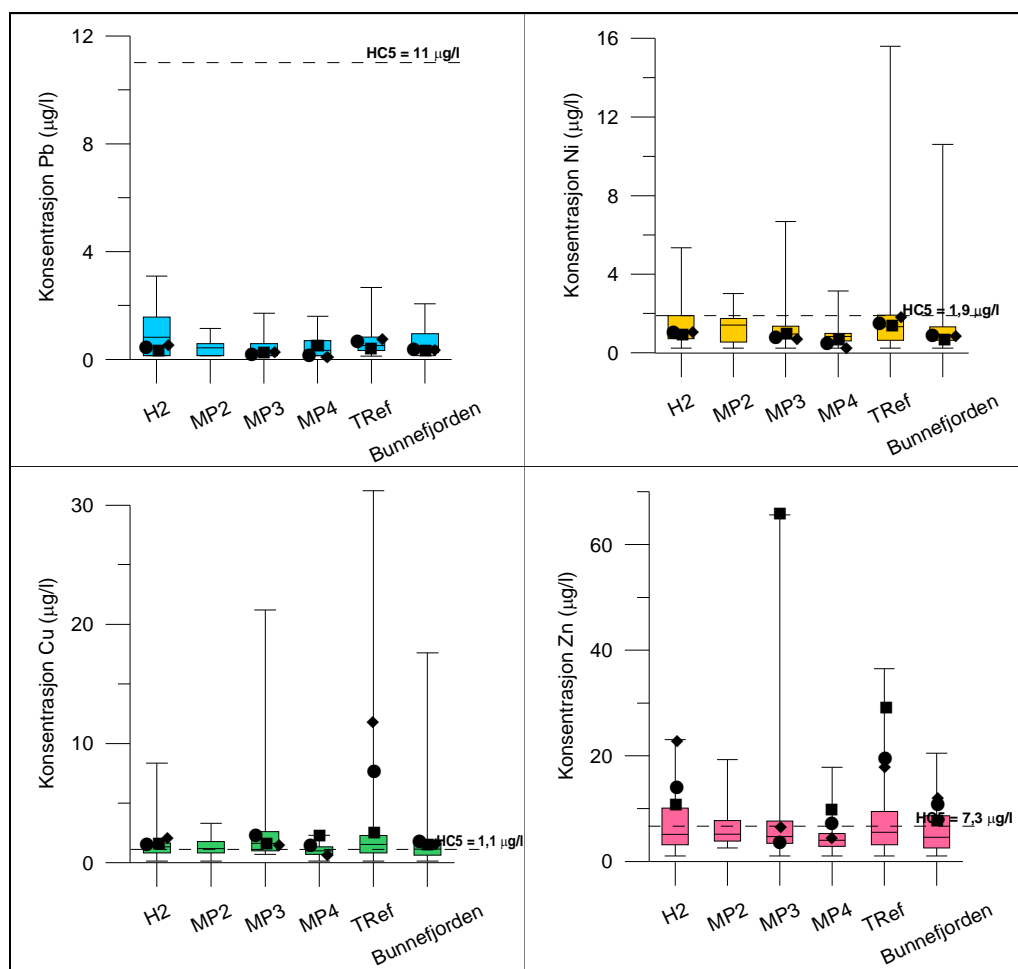 Konsentrasjon Pb (μg/l)
12
8
4
0
HC5 = 11 μg/l
H2
MP2
MP3
MP4
TRef
Bunnefjorden
Konsentrasjon Ni (μg/l)
16
12
8
4
0
HC5 = 1,9 μg/l
H2
MP2
MP3
MP4
TRef
Bunnefjorden
Konsentrasjon Cu (μg/l)
30
20
10
0
HC5 = 1,1 μg/l
H2
MP2
MP3
MP4
TRef
Bunnefjorden
Konsentrasjon Zn (μg/l)
60
40
20
0
HC5 = 7,3 μg/l
H2
MP2
MP3
MP4
TRef
Bunnefjorden